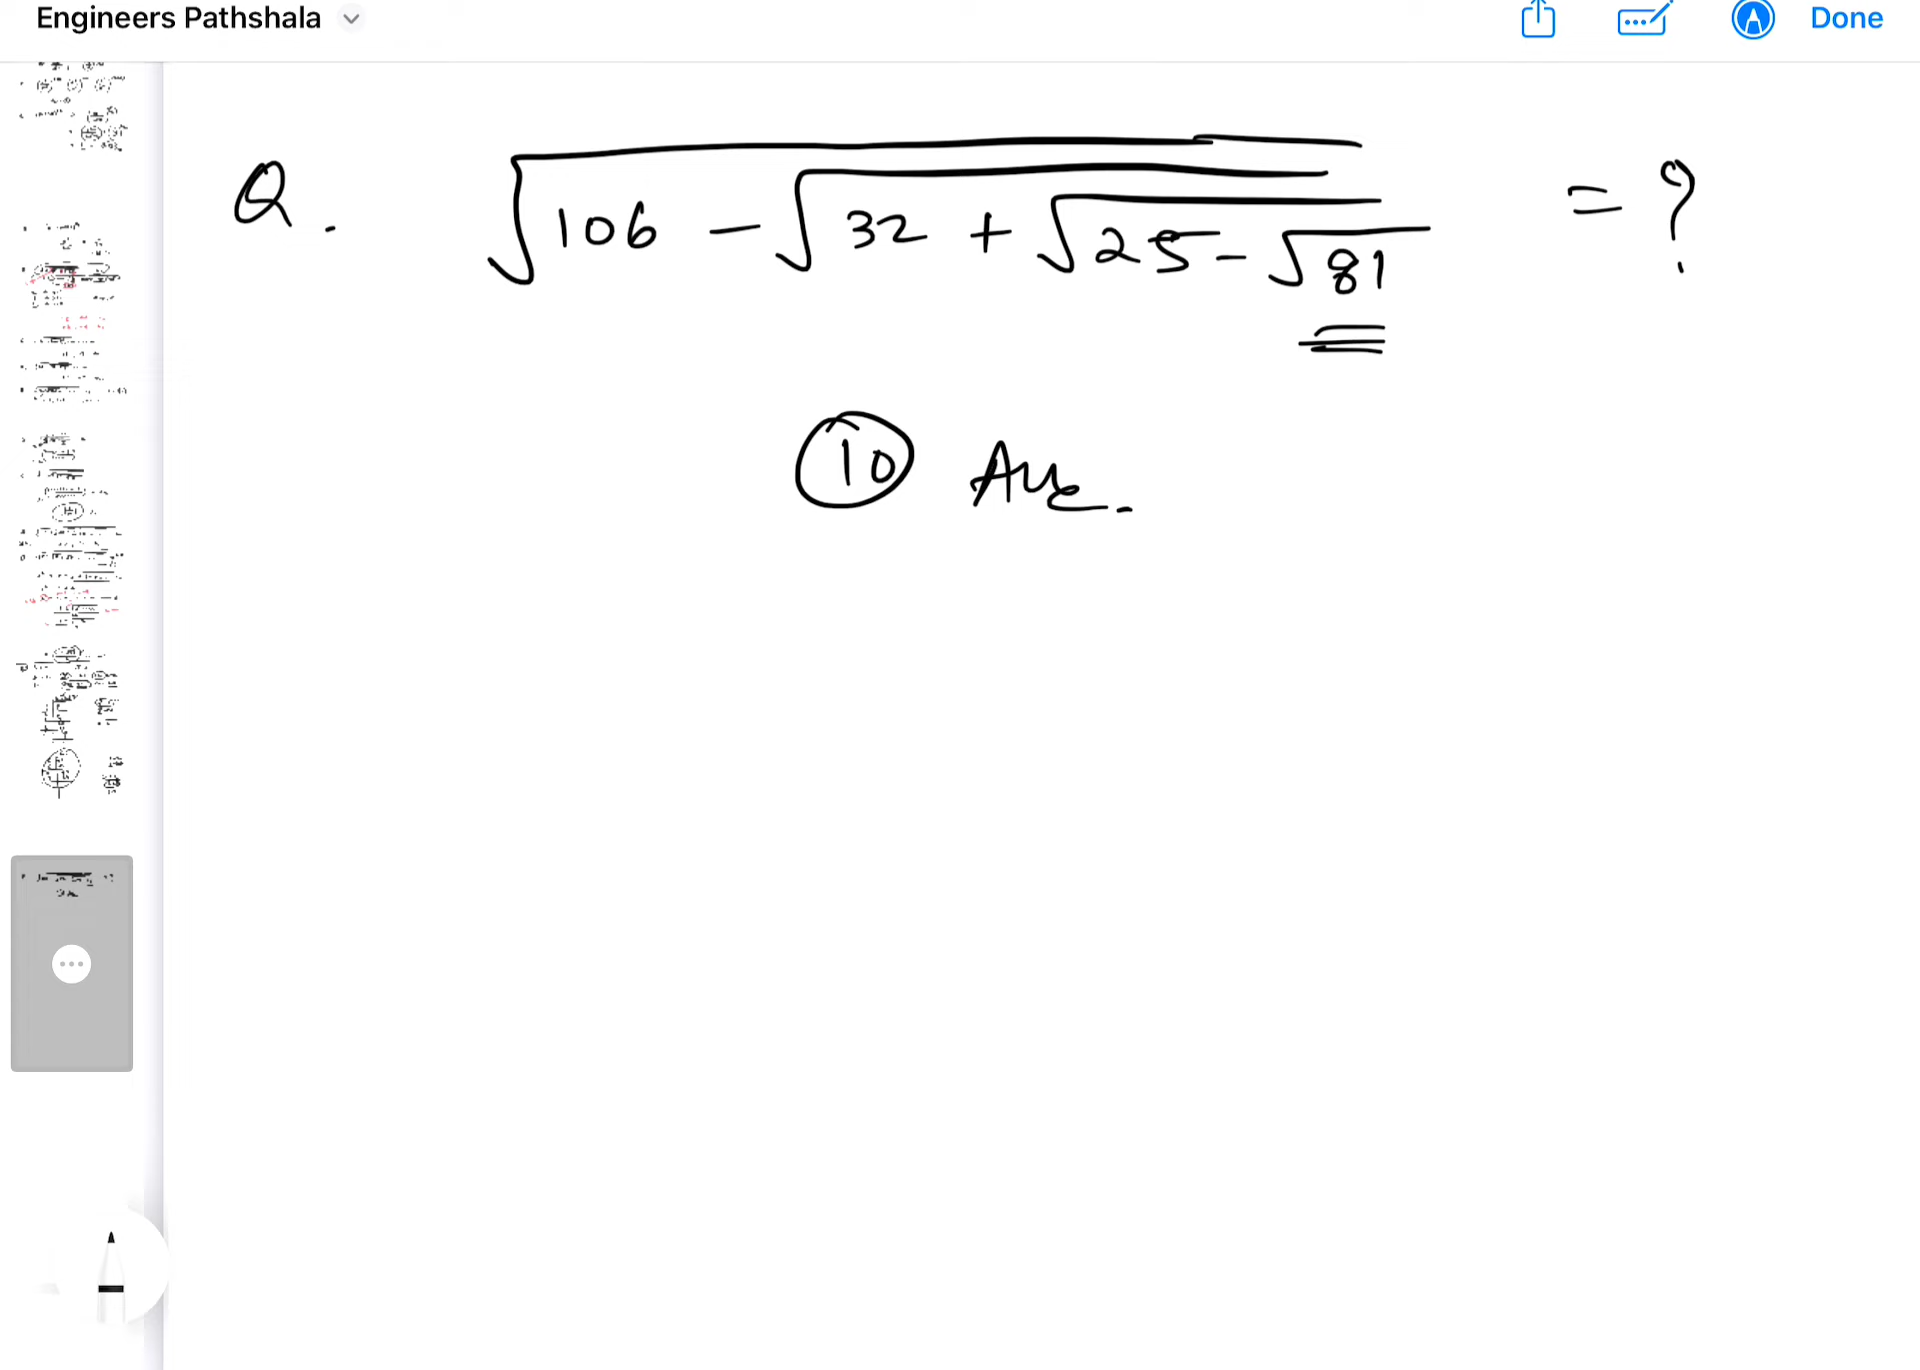 Engineers Pathshala
Done
Q. √106 - √32 + √25 - √81 = ?
10 Ans.